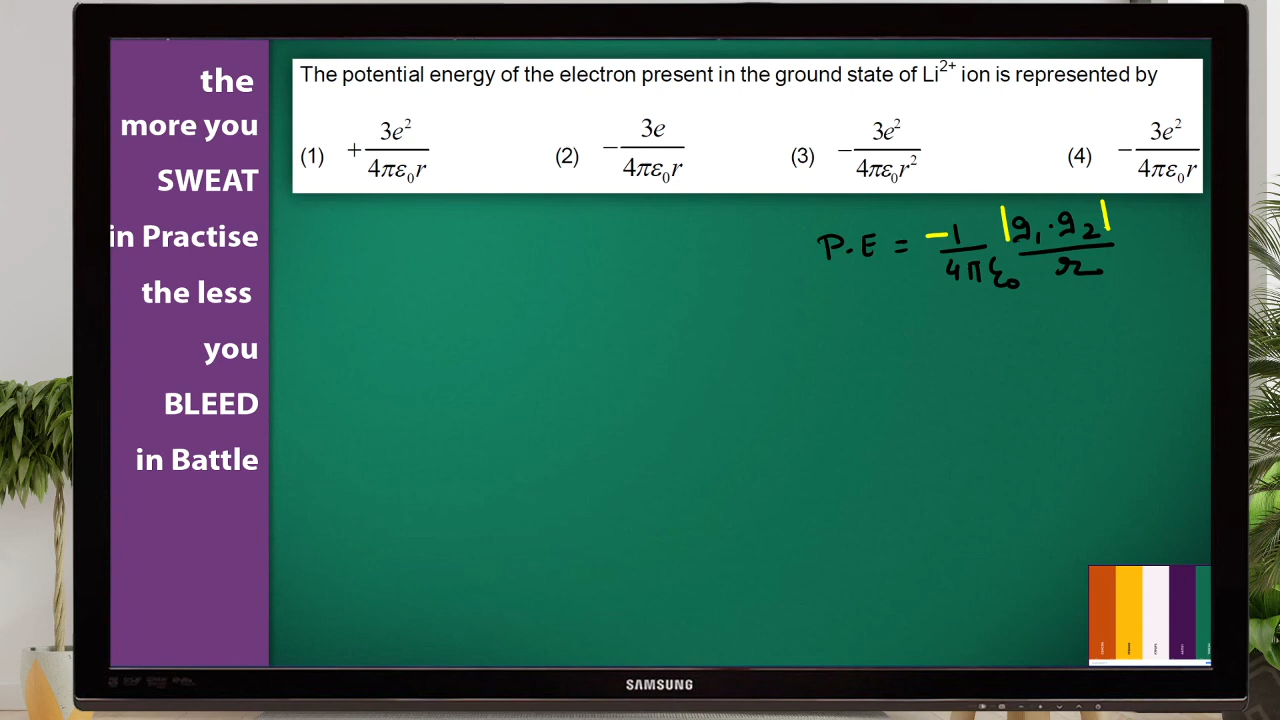 the
more you
SWEAT
in Practise
the less
you
BLEED
in Battle
The potential energy of the electron present in the ground state of Li²⁺ ion is represented by
(1) +3e²/4πε₀r (2) −3e/4πε₀r (3) −3e²/4πε₀r² (4) −3e²/4πε₀r
P.E = −1/4πε₀ |q₁·q₂|/r
SAMSUNG